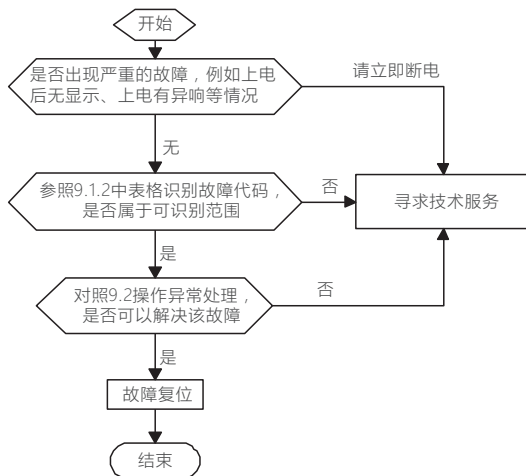 开始
是否出现严重的故障，例如上电
后无显示、上电有异响等情况
请立即断电
无
参照9.1.2中表格识别故障代码，
是否属于可识别范围
否
寻求技术服务
是
对照9.2操作异常处理，
是否可以解决该故障
否
是
故障复位
结束